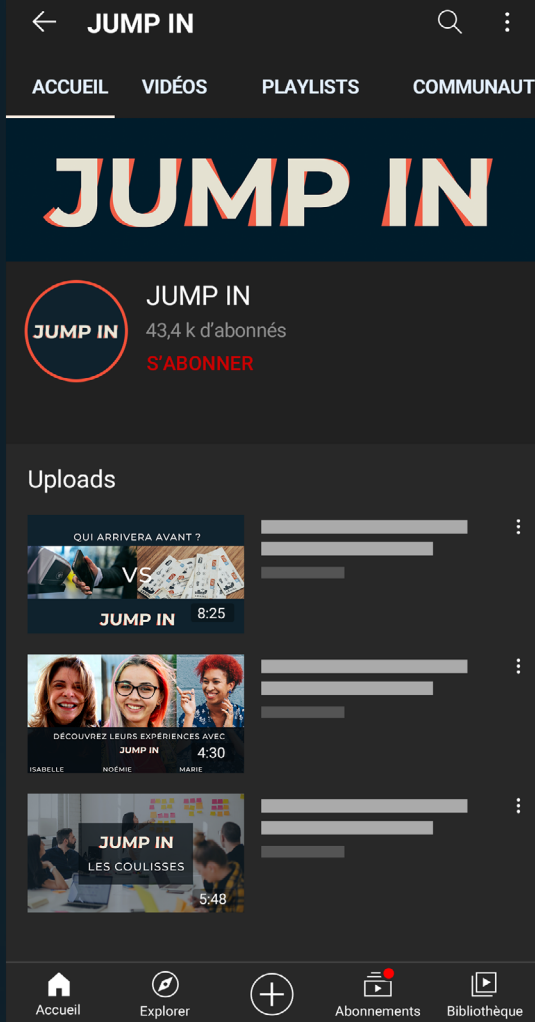 JUMP IN
ACCUEIL VIDÉOS PLAYLISTS COMMUNAUT
JUMP IN
JUMP IN
JUMP IN
43,4 k d'abonnés
S'ABONNER
Uploads
QUI ARRIVERA AVANT ?
VS
JUMP IN
8:25
DÉCOUVREZ LEURS EXPÉRIENCES AVEC
JUMP IN
4:30
ISABELLE NOÉMIE MARIE
JUMP IN
LES COULISSES
5:48
Accueil Explorer Abonnements Bibliothèque